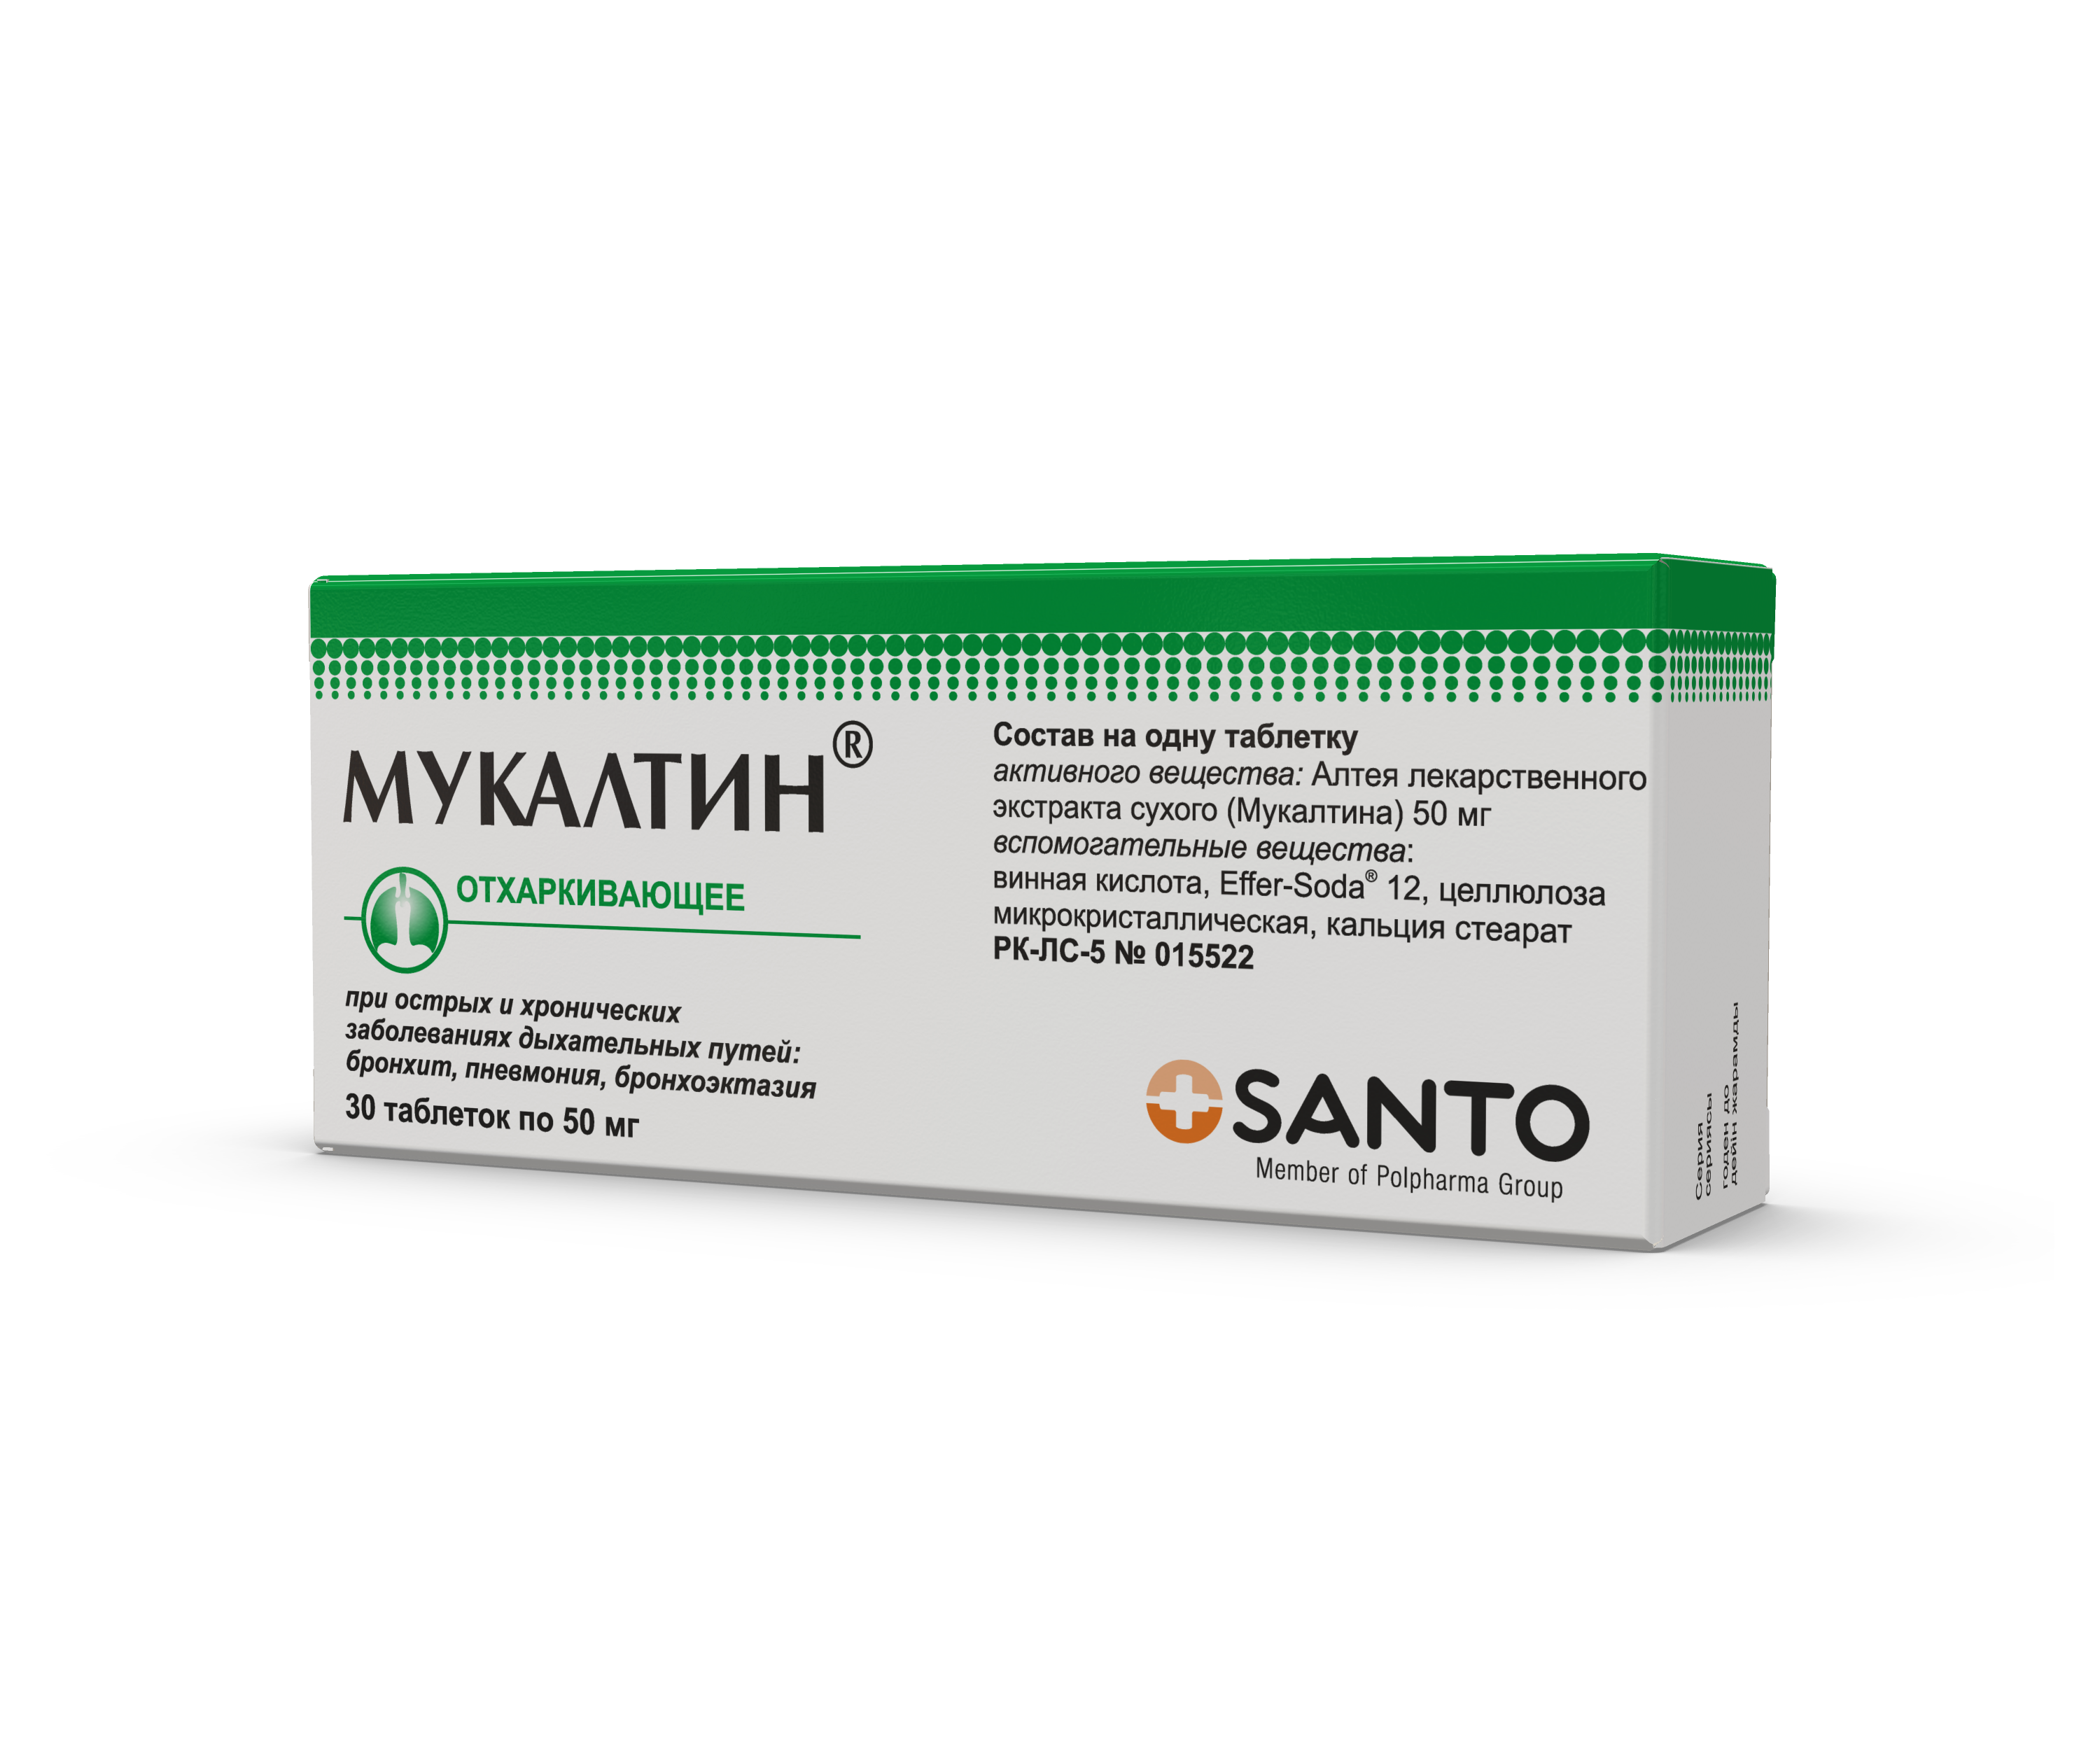 МУКАЛТИН®
ОТХАРКИВАЮЩЕЕ
при острых и хронических
заболеваниях дыхательных путей:
бронхит, пневмония, бронхоэктазия
30 таблеток по 50 мг
Состав на одну таблетку
активного вещества: Алтея лекарственного
экстракта сухого (Мукалтина) 50 мг
вспомогательные вещества:
винная кислота, Effer-Soda® 12, целлюлоза
микрокристаллическая, кальция стеарат
РК-ЛС-5 № 015522
SANTO
Member of Polpharma Group
Серия
сериясы
годен до
дейін жарамды